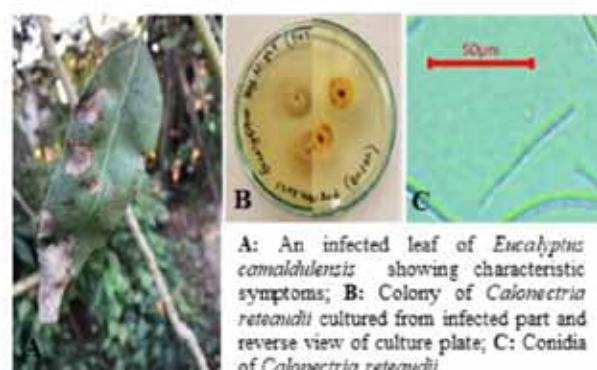 50µm
A
B
C
A: An infected leaf of Eucalyptus
camaldulensis showing characteristic
symptoms; B: Colony of Calonectria
reteaudii cultured from infected part and
reverse view of culture plate; C: Conidia
of Calonectria reteaudii